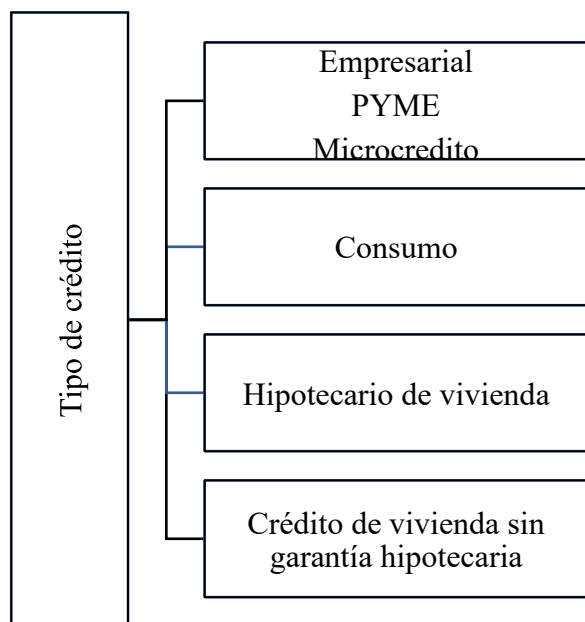 Tipo de crédito
Empresarial
PYME
Microcredito
Consumo
Hipotecario de vivienda
Crédito de vivienda sin
garantía hipotecaria